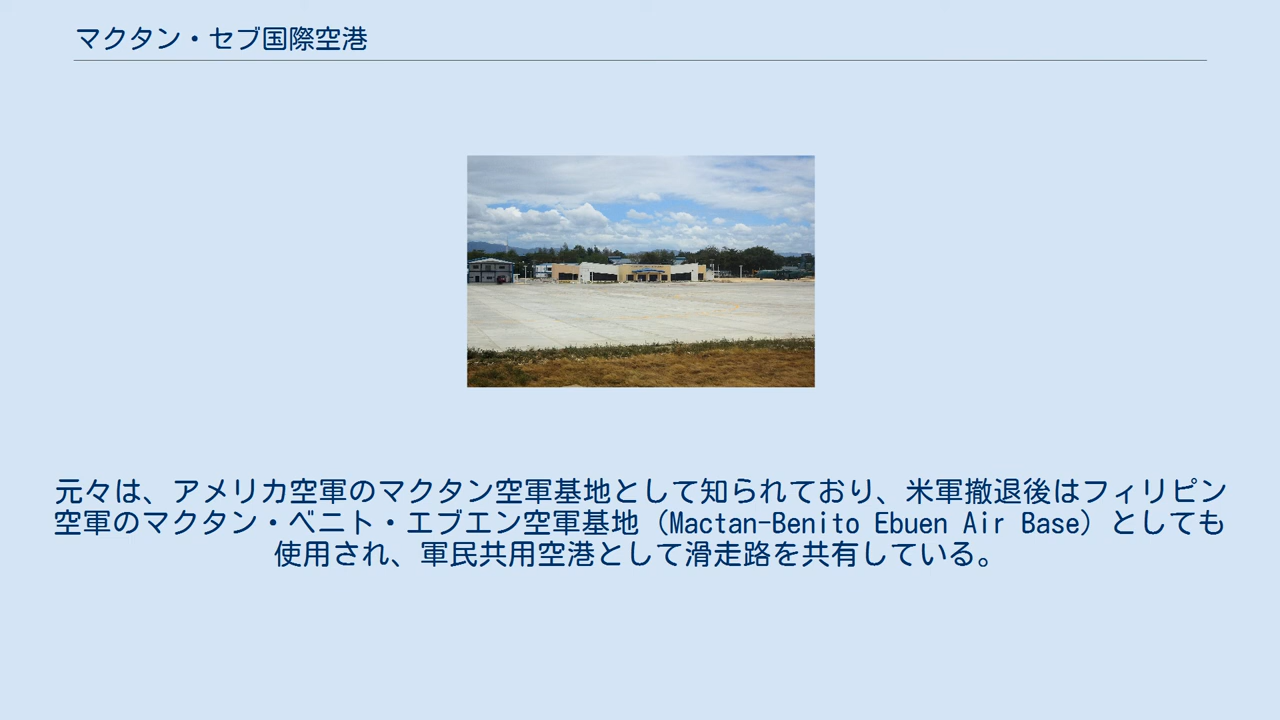 マクタン・セブ国際空港
元々は、アメリカ空軍のマクタン空軍基地として知られており、米軍撤退後はフィリピン
空軍のマクタン・ベニト・エブエン空軍基地（Mactan-Benito Ebuen Air Base）としても
使用され、軍民共用空港として滑走路を共有している。